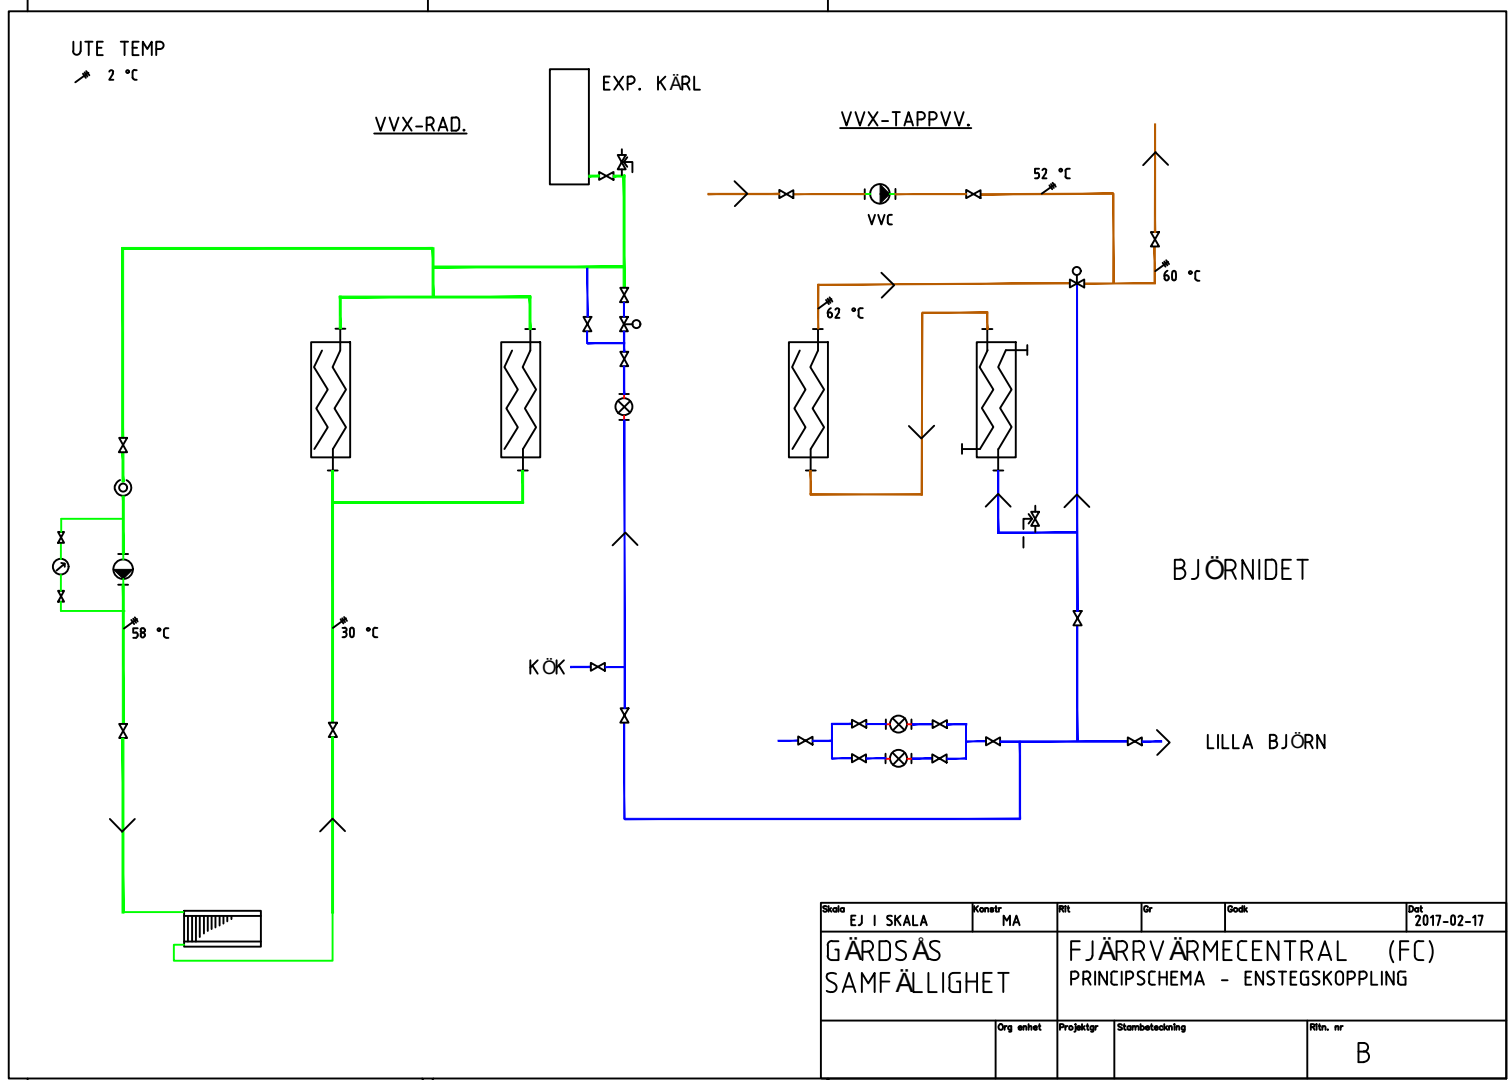 UTE TEMP
2 °C
EXP. KÄRL
VVX-RAD.
VVX-TAPPVV.
52 °C
VVC
60 °C
62 °C
BJÖRNIDET
58 °C
30 °C
KÖK
LILLA BJÖRN
Skala
EJ I SKALA
Konstr
MA
Rit
Gr
Godk
Dat
2017-02-17
GÄRDSÅS
SAMFÄLLIGHET
FJÄRRVÄRMECENTRAL (FC)
PRINCIPSCHEMA - ENSTEGSKOPPLING
Org enhet
Projektgr
Stambeteckning
Ritn. nr
B